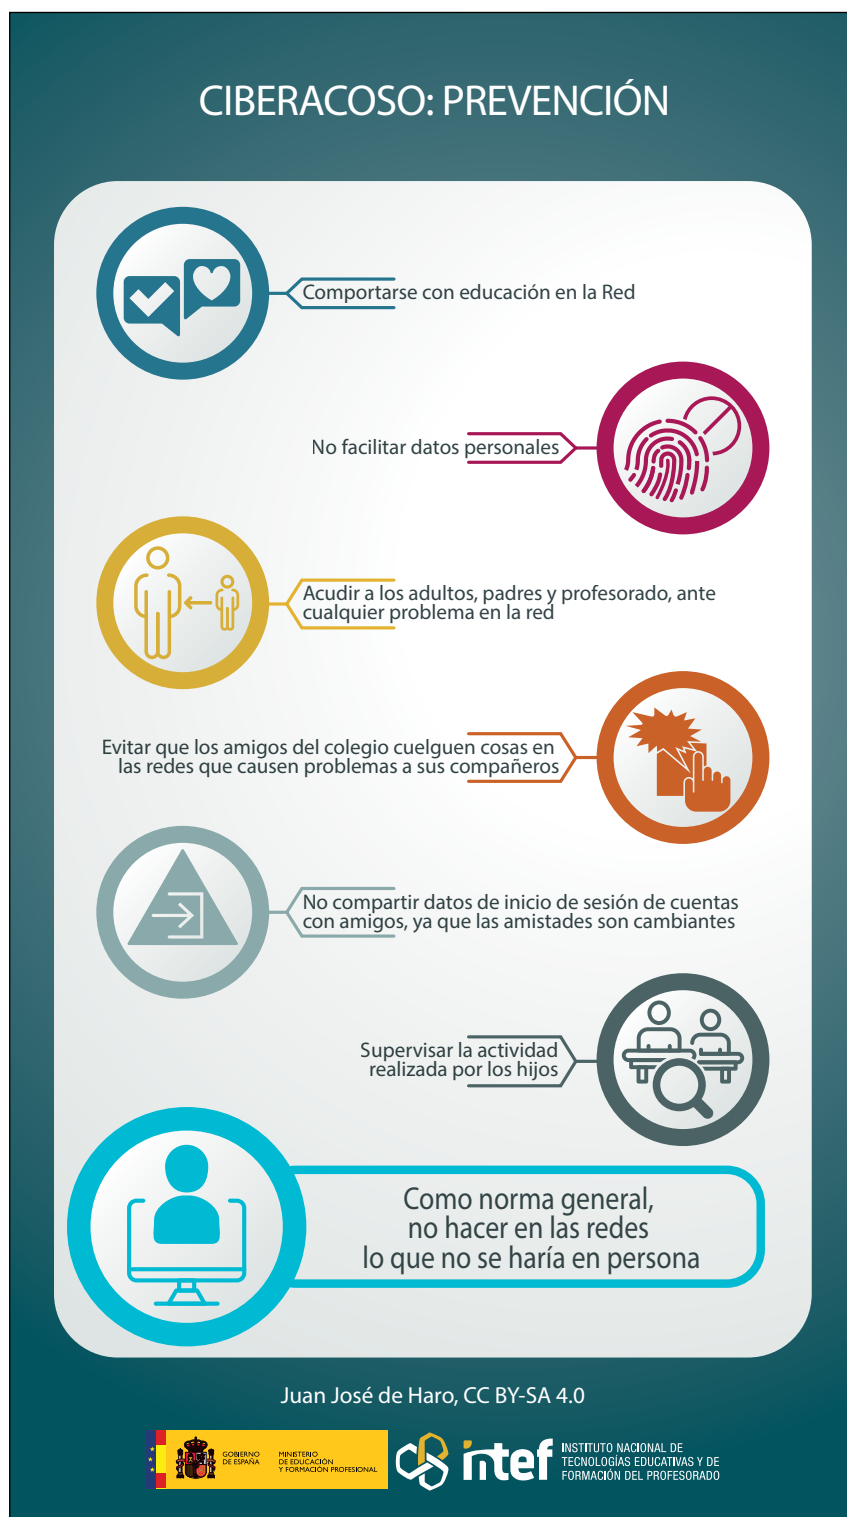 CIBERACOSO: PREVENCIÓN
Comportarse con educación en la Red
No facilitar datos personales
Acudir a los adultos, padres y profesorado, ante
cualquier problema en la red
Evitar que los amigos del colegio cuelguen cosas en
las redes que causen problemas a sus compañeros
No compartir datos de inicio de sesión de cuentas
con amigos, ya que las amistades son cambiantes
Supervisar la actividad
realizada por los hijos
Como norma general,
no hacer en las redes
lo que no se haría en persona
Juan José de Haro, CC BY-SA 4.0
GOBIERNO
DE ESPAÑA
MINISTERIO
DE EDUCACIÓN
Y FORMACIÓN PROFESIONAL
intef
INSTITUTO NACIONAL DE
TECNOLOGÍAS EDUCATIVAS Y DE
FORMACIÓN DEL PROFESORADO